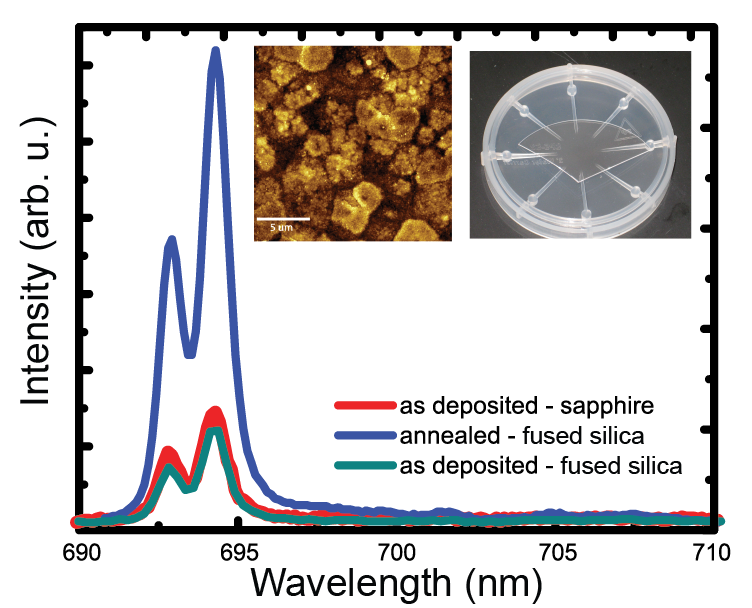 Intensity (arb. u.)
5 um
as deposited - sapphire
annealed - fused silica
as deposited - fused silica
690
695
700
705
710
Wavelength (nm)